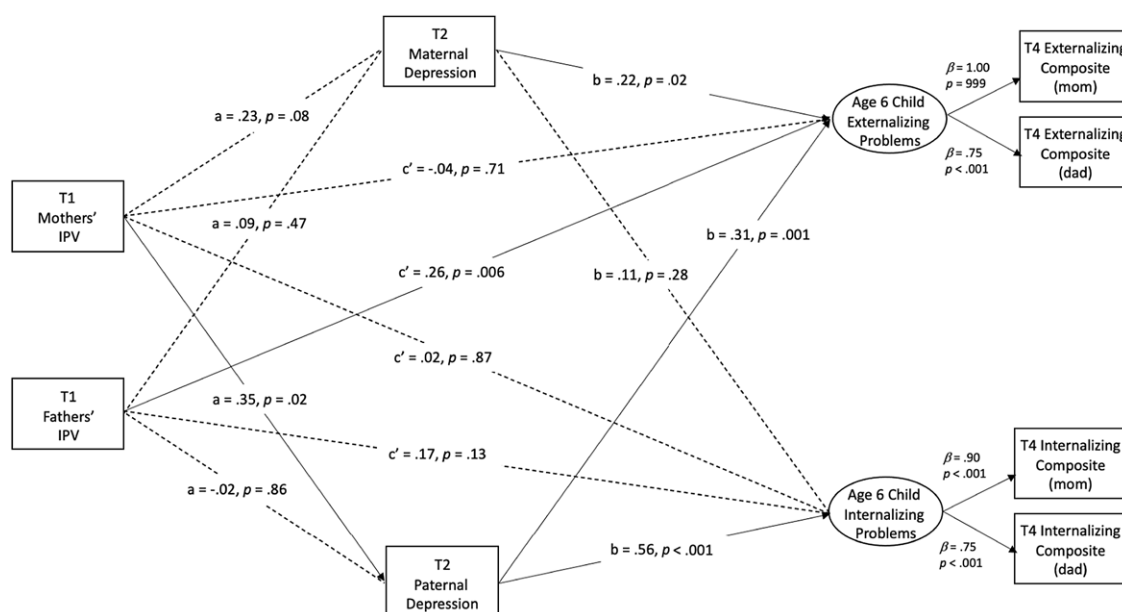 T2
Maternal
Depression
b = .22, p = .02
a = .23, p = .08
c’ = -.04, p = .71
Age 6 Child
Externalizing
Problems
β = 1.00
p = 999
T4 Externalizing
Composite
(mom)
β = .75
p < .001
T4 Externalizing
Composite
(dad)
T1
Mothers’
IPV
a = .09, p = .47
b = .31, p = .001
c’ = .26, p = .006
b = .11, p = .28
c’ = .02, p = .87
T1
Fathers’
IPV
a = .35, p = .02
c’ = .17, p = .13
a = -.02, p = .86
Age 6 Child
Internalizing
Problems
β = .90
p < .001
T4 Internalizing
Composite
(mom)
β = .75
p < .001
T4 Internalizing
Composite
(dad)
b = .56, p < .001
T2
Paternal
Depression